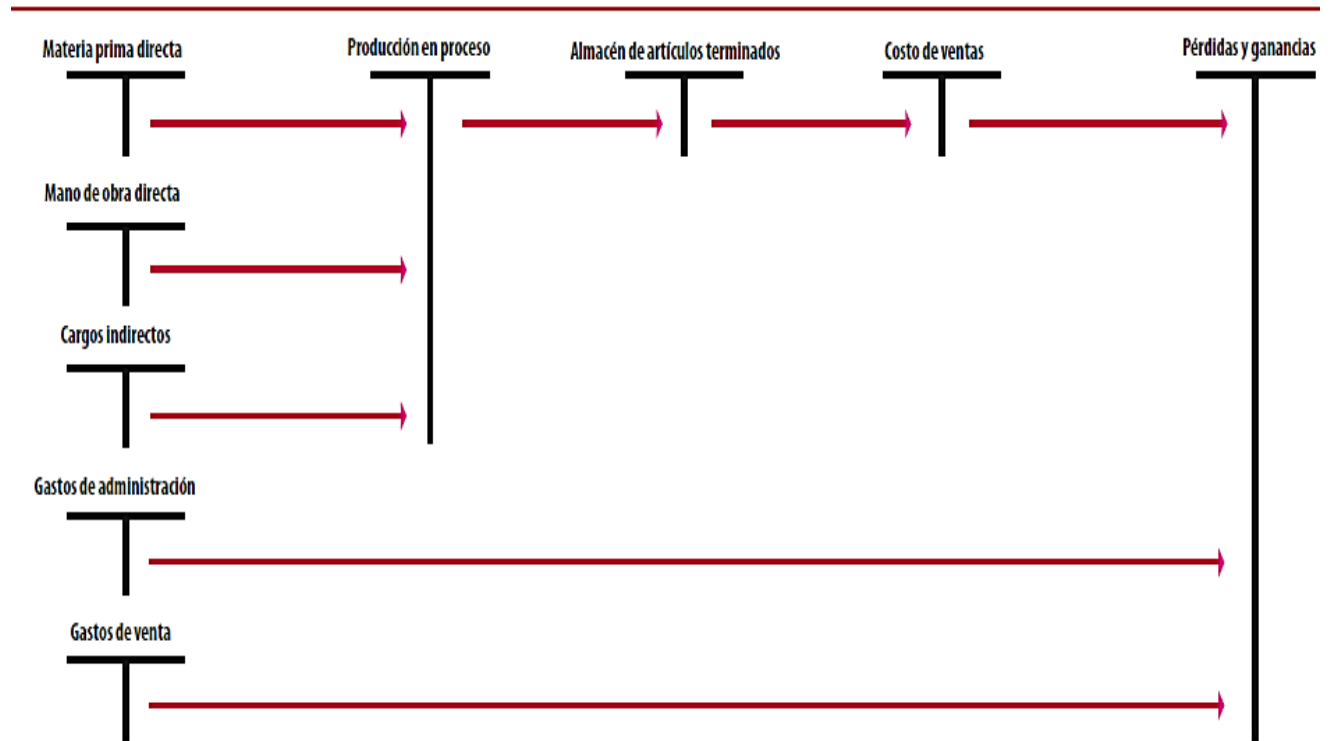 Materia prima directa
Producción en proceso
Almacén de artículos terminados
Costo de ventas
Pérdidas y ganancias
Mano de obra directa
Cargos indirectos
Gastos de administración
Gastos de venta